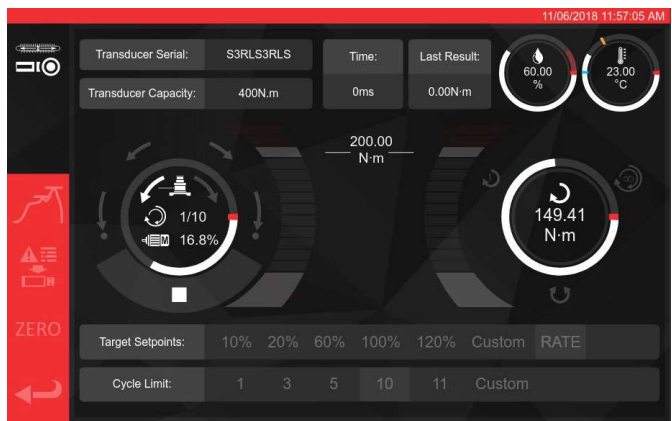 11/06/2018 11:57:05 AM
Transducer Serial: S3RLS3RLS
Time: Last Result:
Transducer Capacity: 400N.m
0ms 0.00N·m
60.00
%
23.00
°C
200.00
N·m
1/10
M 16.8%
149.41
N·m
ZERO
Target Setpoints: 10% 20% 60% 100% 120% Custom RATE
Cycle Limit: 1 3 5 10 11 Custom